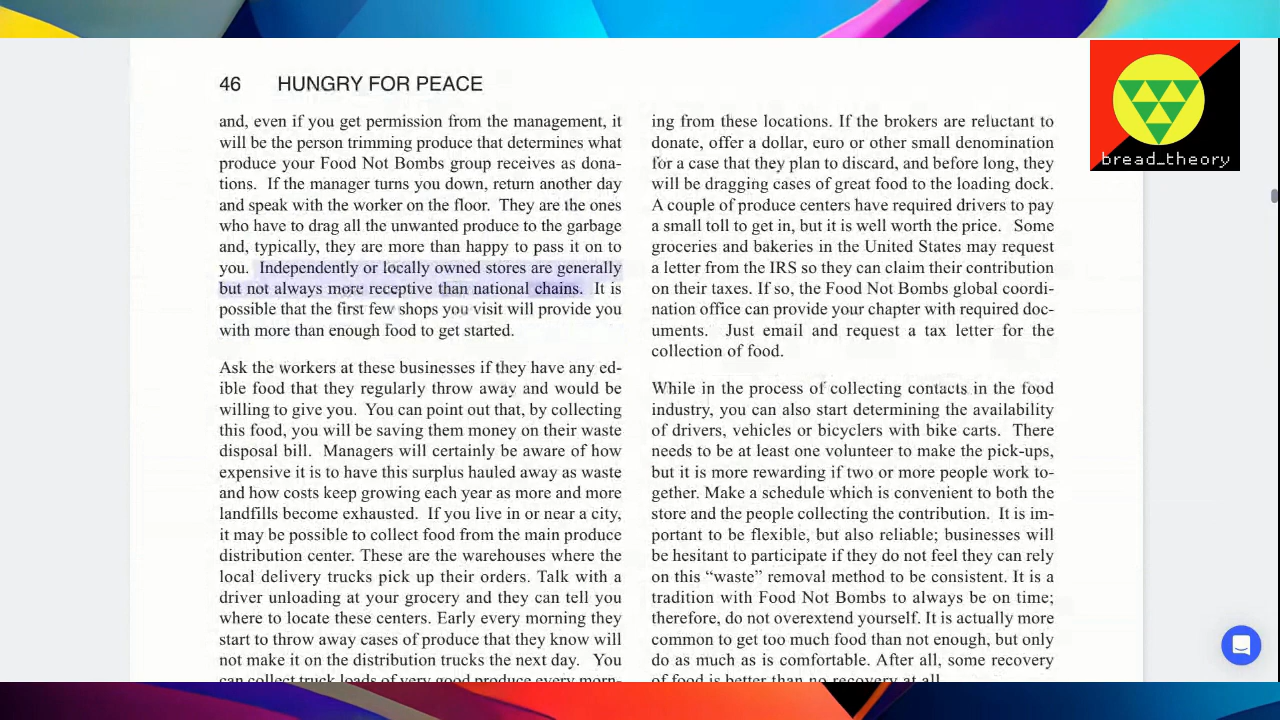 46 HUNGRY FOR PEACE
bread_theory
and, even if you get permission from the management, it
will be the person trimming produce that determines what
produce your Food Not Bombs group receives as dona-
tions. If the manager turns you down, return another day
and speak with the worker on the floor. They are the ones
who have to drag all the unwanted produce to the garbage
and, typically, they are more than happy to pass it on to
you. Independently or locally owned stores are generally
but not always more receptive than national chains. It is
possible that the first few shops you visit will provide you
with more than enough food to get started.
Ask the workers at these businesses if they have any ed-
ible food that they regularly throw away and would be
willing to give you. You can point out that, by collecting
this food, you will be saving them money on their waste
disposal bill. Managers will certainly be aware of how
expensive it is to have this surplus hauled away as waste
and how costs keep growing each year as more and more
landfills become exhausted. If you live in or near a city,
it may be possible to collect food from the main produce
distribution center. These are the warehouses where the
local delivery trucks pick up their orders. Talk with a
driver unloading at your grocery and they can tell you
where to locate these centers. Early every morning they
start to throw away cases of produce that they know will
not make it on the distribution trucks the next day. You
can collect truck loads of very good produce every morn-
ing from these locations. If the brokers are reluctant to
donate, offer a dollar, euro or other small denomination
for a case that they plan to discard, and before long, they
will be dragging cases of great food to the loading dock.
A couple of produce centers have required drivers to pay
a small toll to get in, but it is well worth the price. Some
groceries and bakeries in the United States may request
a letter from the IRS so they can claim their contribution
on their taxes. If so, the Food Not Bombs global coordi-
nation office can provide your chapter with required doc-
uments. Just email and request a tax letter for the
collection of food.
While in the process of collecting contacts in the food
industry, you can also start determining the availability
of drivers, vehicles or bicyclers with bike carts. There
needs to be at least one volunteer to make the pick-ups,
but it is more rewarding if two or more people work to-
gether. Make a schedule which is convenient to both the
store and the people collecting the contribution. It is im-
portant to be flexible, but also reliable; businesses will
be hesitant to participate if they do not feel they can rely
on this “waste” removal method to be consistent. It is a
tradition with Food Not Bombs to always be on time;
therefore, do not overextend yourself. It is actually more
common to get too much food than not enough, but only
do as much as is comfortable. After all, some recovery
of food is better than no recovery at all.